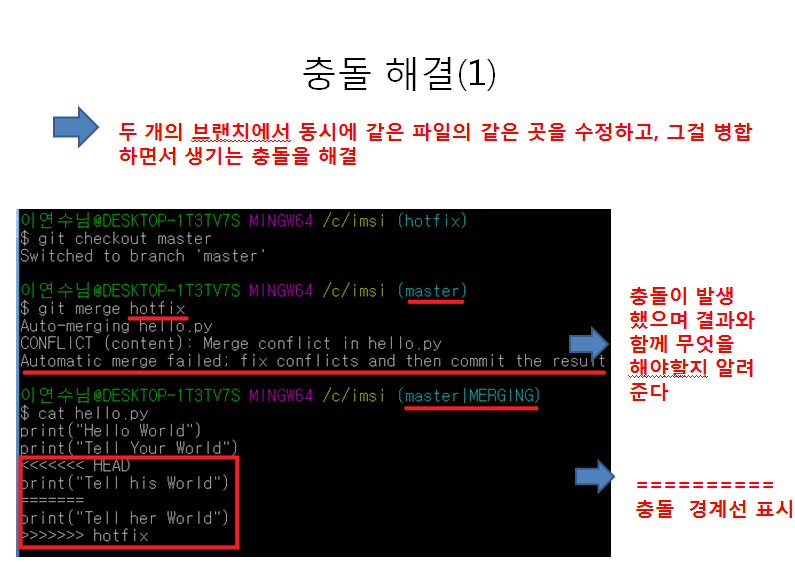 충돌 해결(1)
두 개의 브랜치에서 동시에 같은 파일의 같은 곳을 수정하고, 그걸 병합
하면서 생기는 충돌을 해결
이연수님@DESKTOP-1T3TV7S MINGW64 /c/imsi (hotfix)
$ git checkout master
Switched to branch 'master'
이연수님@DESKTOP-1T3TV7S MINGW64 /c/imsi (master)
$ git merge hotfix
Auto-merging hello.py
CONFLICT (content): Merge conflict in hello.py
Automatic merge failed; fix conflicts and then commit the result
이연수님@DESKTOP-1T3TV7S MINGW64 /c/imsi (master|MERGING)
$ cat hello.py
print("Hello World")
print("Tell Your World")
<<<<<<< HEAD
print("Tell his World")
=======
print("Tell her World")
>>>>>>> hotfix
충돌이 발생
했으며 결과와
함께 무엇을
해야할지 알려
준다
==========
충돌 경계선 표시